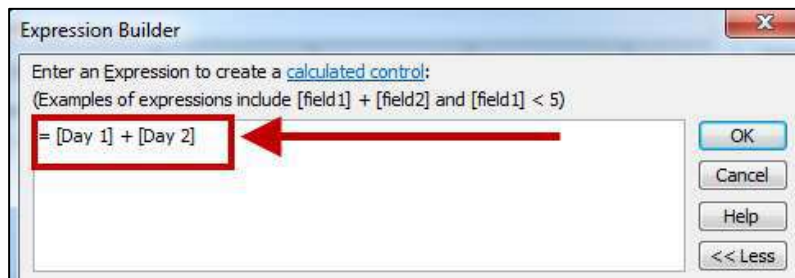 Expression Builder
Enter an Expression to create a calculated control:
(Examples of expressions include [field1] + [field2] and [field1] < 5)
= [Day 1] + [Day 2]
OK
Cancel
Help
<< Less